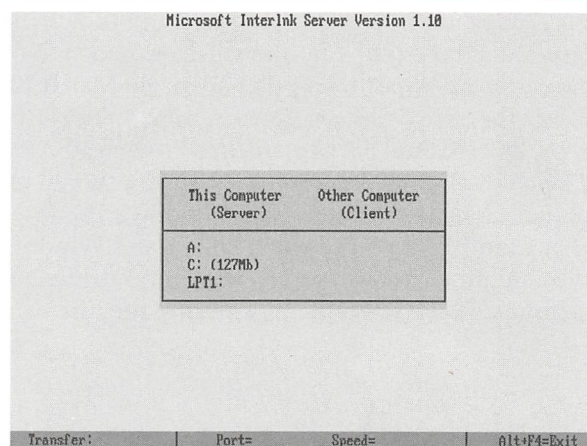 Microsoft Interlnk Server Version 1.10
This Computer Other Computer
(Server) (Client)
A:
C: (127Mb)
LPT1:
Transfer: Port= Speed= Alt+F4=Exit